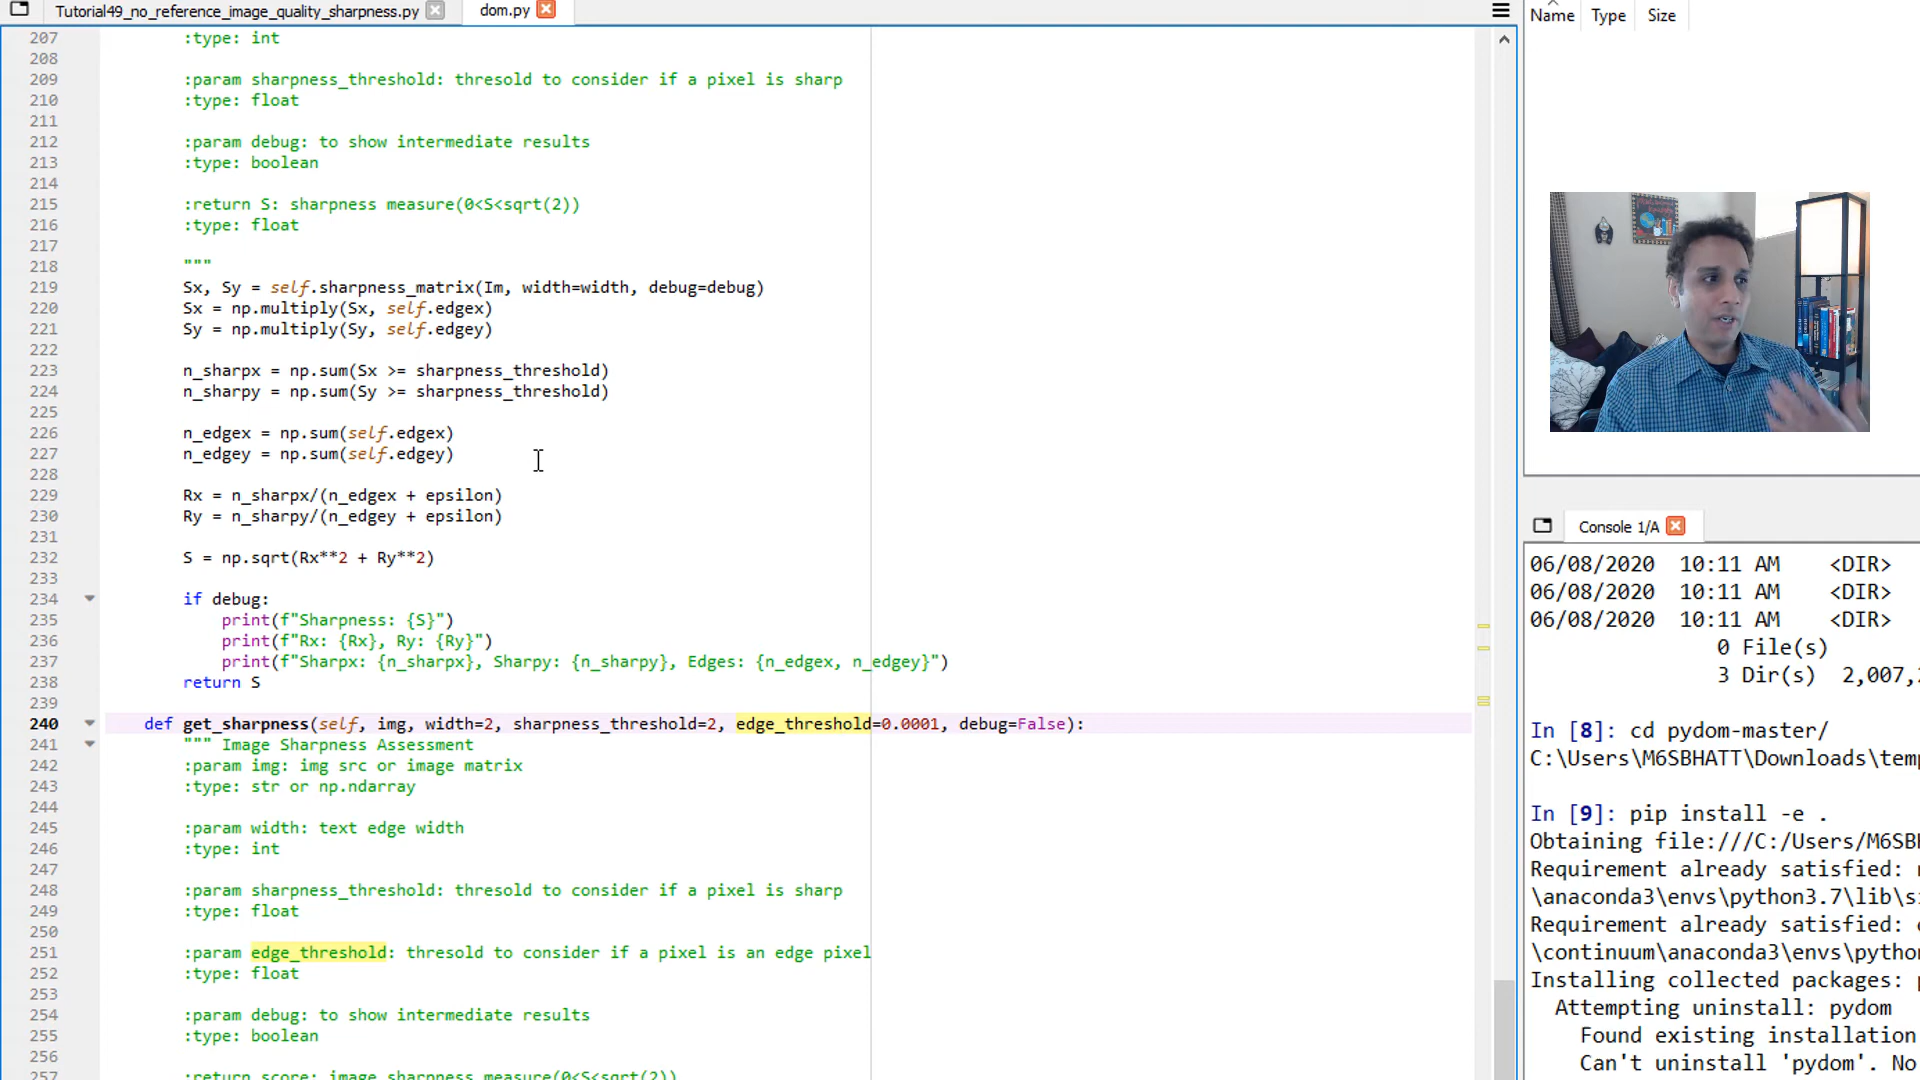 Tutorial49_no_reference_image_quality_sharpness.py
dom.py
207 :type: int
208
209 :param sharpness_threshold: thresold to consider if a pixel is sharp
210 :type: float
211
212 :param debug: to show intermediate results
213 :type: boolean
214
215 :return S: sharpness measure(0<S<sqrt(2))
216 :type: float
217
218 """
219 Sx, Sy = self.sharpness_matrix(Im, width=width, debug=debug)
220 Sx = np.multiply(Sx, self.edgex)
221 Sy = np.multiply(Sy, self.edgey)
222
223 n_sharpx = np.sum(Sx >= sharpness_threshold)
224 n_sharpy = np.sum(Sy >= sharpness_threshold)
225
226 n_edgex = np.sum(self.edgex)
227 n_edgey = np.sum(self.edgey)
228
229 Rx = n_sharpx/(n_edgex + epsilon)
230 Ry = n_sharpy/(n_edgey + epsilon)
231
232 S = np.sqrt(Rx**2 + Ry**2)
233
234 if debug:
235 print(f"Sharpness: {S}")
236 print(f"Rx: {Rx}, Ry: {Ry}")
237 print(f"Sharpx: {n_sharpx}, Sharpy: {n_sharpy}, Edges: {n_edgex, n_edgey}")
238 return S
239
240 def get_sharpness(self, img, width=2, sharpness_threshold=2, edge_threshold=0.0001, debug=False):
241 """ Image Sharpness Assessment
242 :param img: img src or image matrix
243 :type: str or np.ndarray
244
245 :param width: text edge width
246 :type: int
247
248 :param sharpness_threshold: thresold to consider if a pixel is sharp
249 :type: float
250
251 :param edge_threshold: thresold to consider if a pixel is an edge pixel
252 :type: float
253
254 :param debug: to show intermediate results
255 :type: boolean
256
257 :return score: image sharpness measure(0<S<sqrt(2))
Name Type Size
Console 1/A
06/08/2020 10:11 AM <DIR>
06/08/2020 10:11 AM <DIR>
06/08/2020 10:11 AM <DIR>
0 File(s)
3 Dir(s) 2,007,
In [8]: cd pydom-master/
C:\Users\M6SBHATT\Downloads\tem
In [9]: pip install -e .
Obtaining file:///C:/Users/M6SB
Requirement already satisfied:
\anaconda3\envs\python3.7\lib\s
Requirement already satisfied:
\continuum\anaconda3\envs\pytho
Installing collected packages:
Attempting uninstall: pydom
Found existing installation
Can't uninstall 'pydom'. No